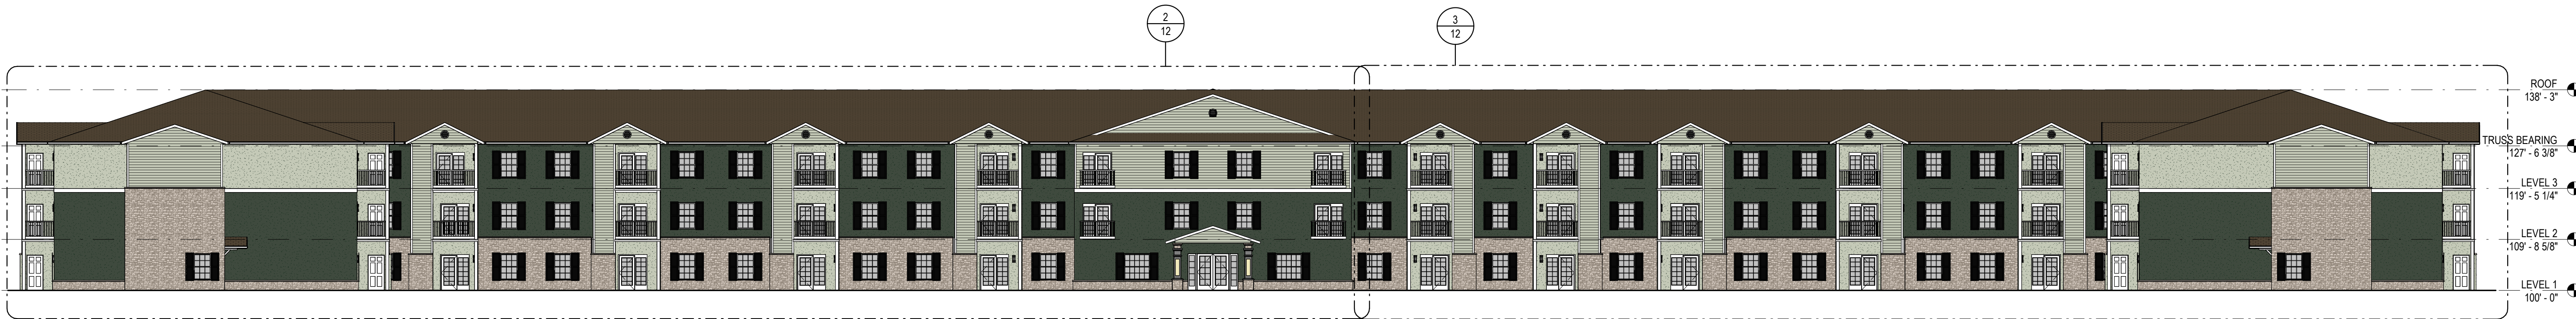 2
12
3
12
ROOF
138' - 3"
TRUSS BEARING
127' - 6 3/8"
LEVEL 3
119' - 5 1/4"
LEVEL 2
109' - 8 5/8"
LEVEL 1
100' - 0"